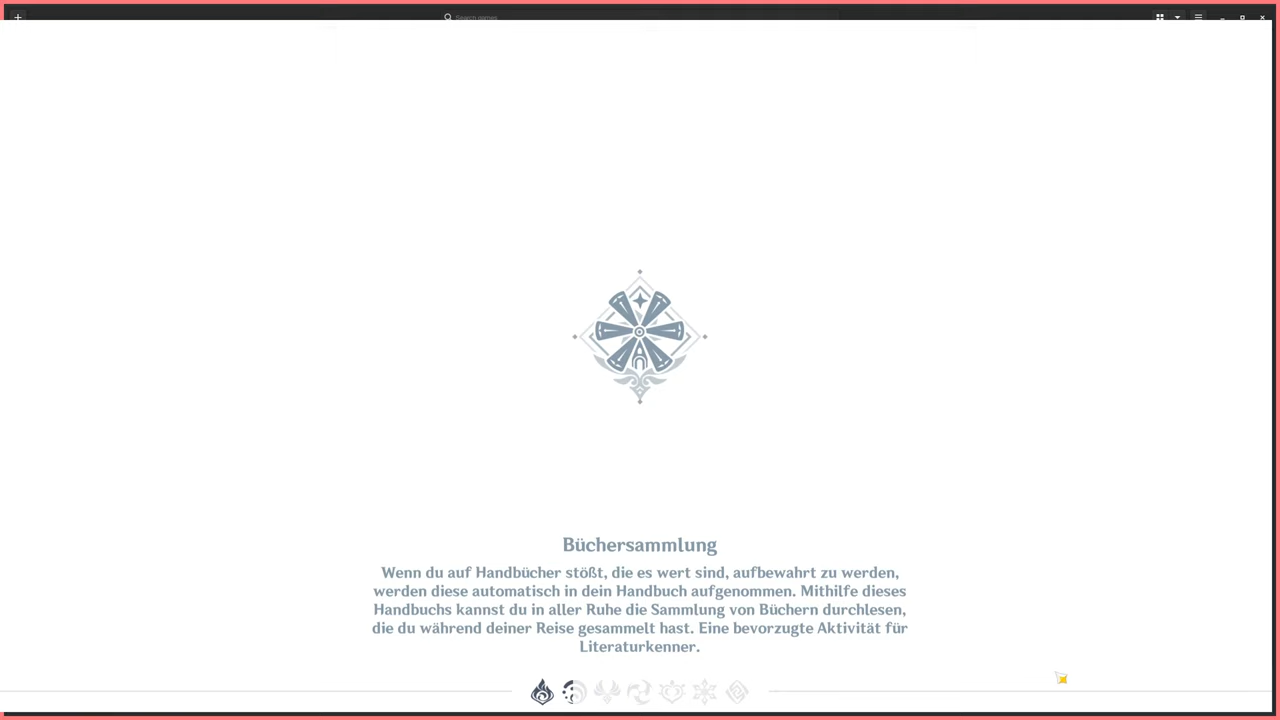 Search games
Büchersammlung
Wenn du auf Handbücher stößt, die es wert sind, aufbewahrt zu werden,
werden diese automatisch in dein Handbuch aufgenommen. Mithilfe dieses
Handbuchs kannst du in aller Ruhe die Sammlung von Büchern durchlesen,
die du während deiner Reise gesammelt hast. Eine bevorzugte Aktivität für
Literaturkenner.